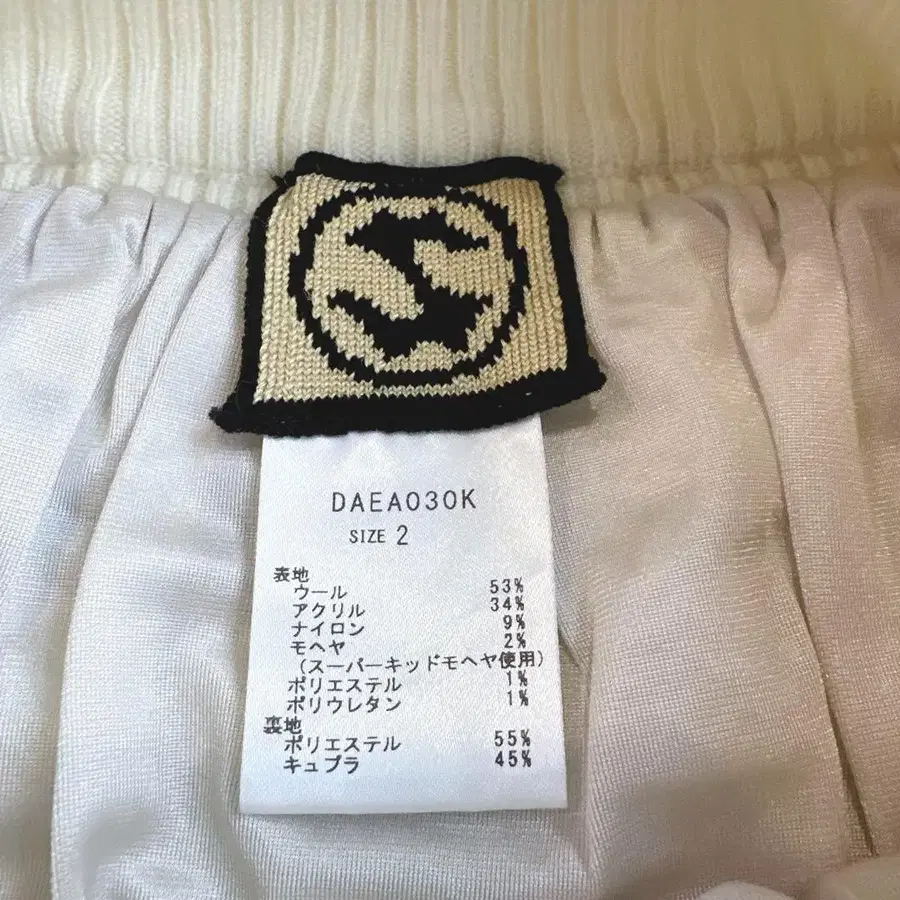 DAEA030K
SIZE 2
表地
ウール 53%
アクリル 34%
ナイロン 9%
モヘヤ 2%
(スーパーキッドモヘヤ使用)
ポリエステル 1%
ポリウレタン 1%
裏地
ポリエステル 55%
キュプラ 45%